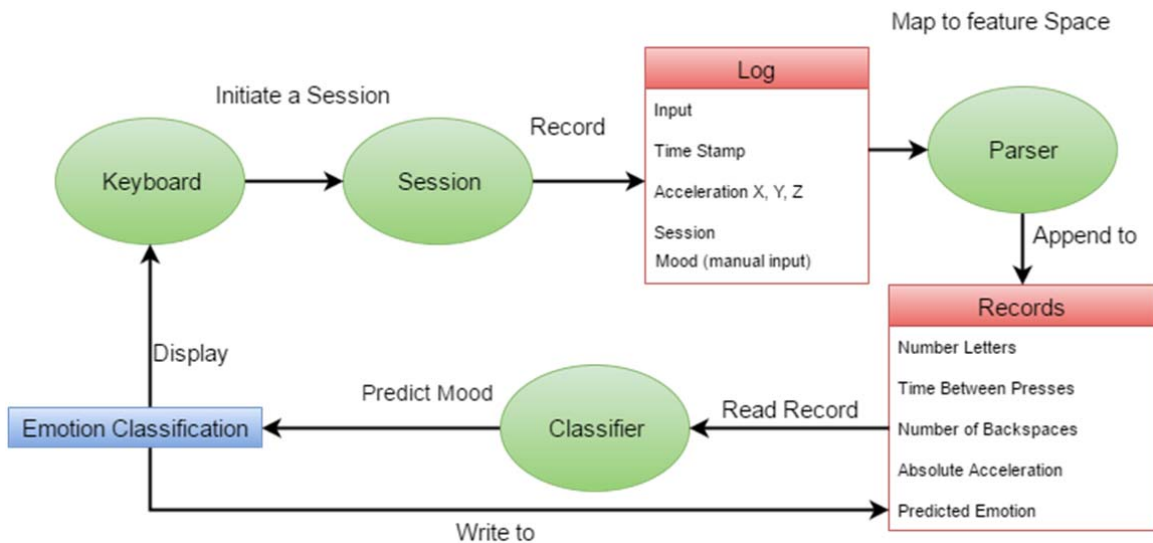 Map to feature Space
Log
Initiate a Session
Input
Record
Time Stamp
Keyboard
Session
Parser
Acceleration X, Y, Z
Session
Mood (manual input)
Append to
Records
Number Letters
Display
Time Between Presses
Predict Mood
Read Record
Emotion Classification
Classifier
Number of Backspaces
Absolute Acceleration
Predicted Emotion
Write to